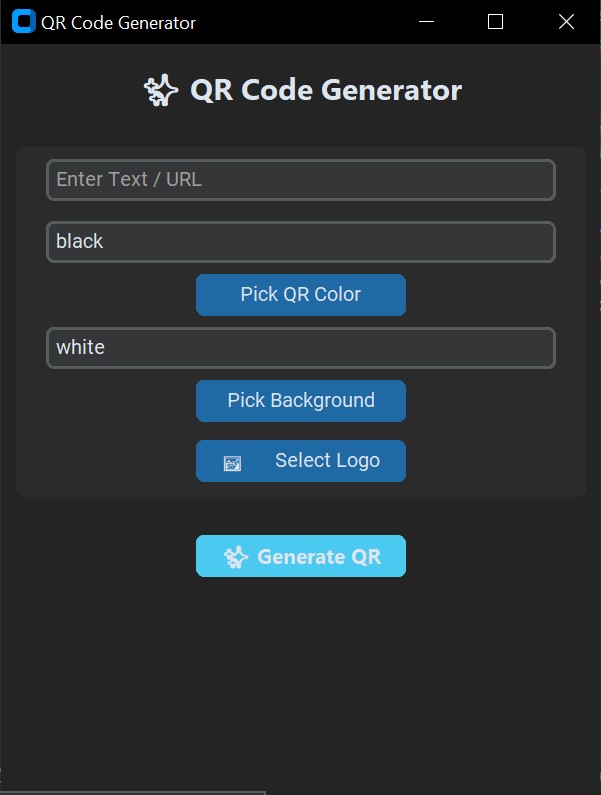 QR Code Generator
✨ QR Code Generator
Enter Text / URL
black
Pick QR Color
white
Pick Background
🖼 Select Logo
✨ Generate QR